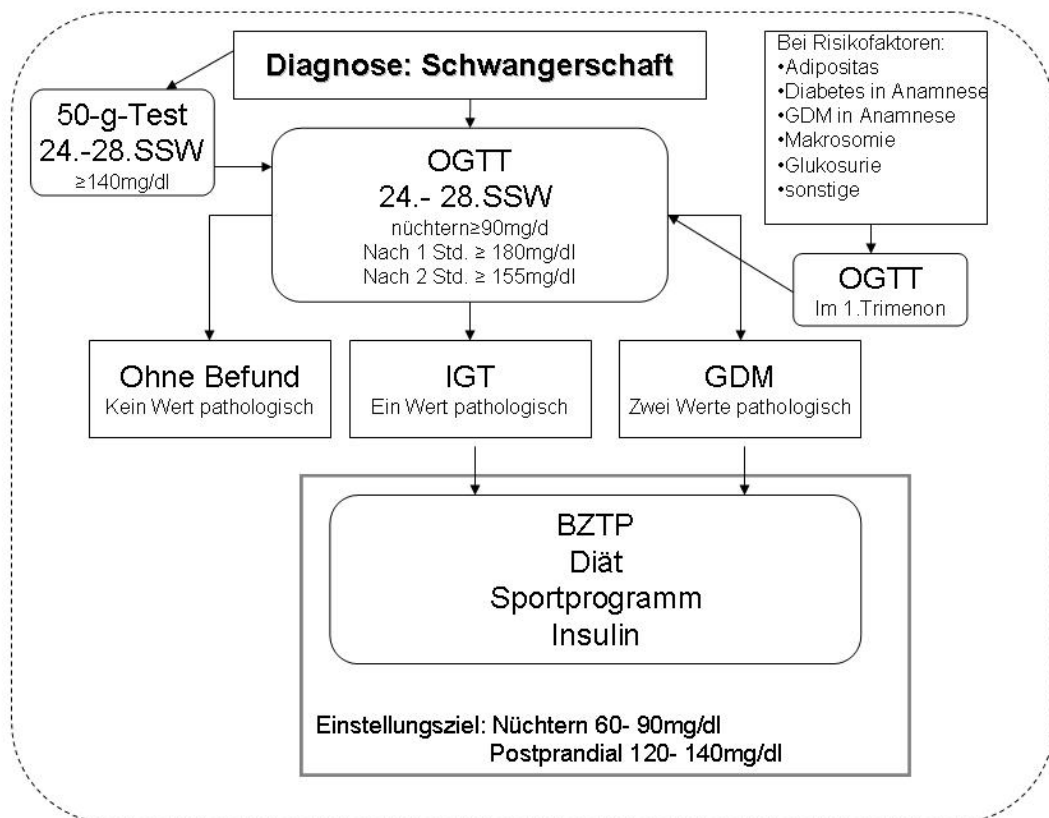 Diagnose: Schwangerschaft
50-g-Test
24.-28.SSW
≥140mg/dl
OGTT
24.- 28.SSW
nüchtern≥90mg/d
Nach 1 Std. ≥ 180mg/dl
Nach 2 Std. ≥ 155mg/dl
Bei Risikofaktoren:
•Adipositas
•Diabetes in Anamnese
•GDM in Anamnese
•Makrosomie
•Glukosurie
•sonstige
OGTT
Im 1.Trimenon
Ohne Befund
Kein Wert pathologisch
IGT
Ein Wert pathologisch
GDM
Zwei Werte pathologisch
BZTP
Diät
Sportprogramm
Insulin
Einstellungsziel: Nüchtern 60- 90mg/dl
Postprandial 120- 140mg/dl